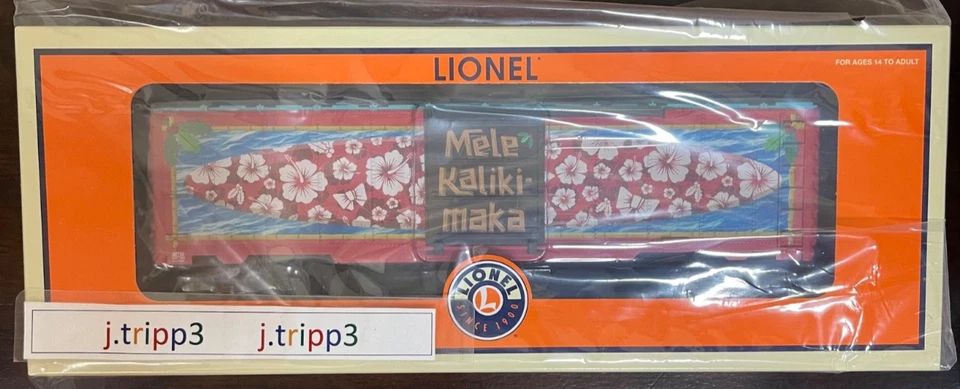 LIONEL
FOR AGES 14 TO ADULT
Mele
Kaliki-
maka
LIONEL
L
SINCE 1900
j.tripp3 j.tripp3